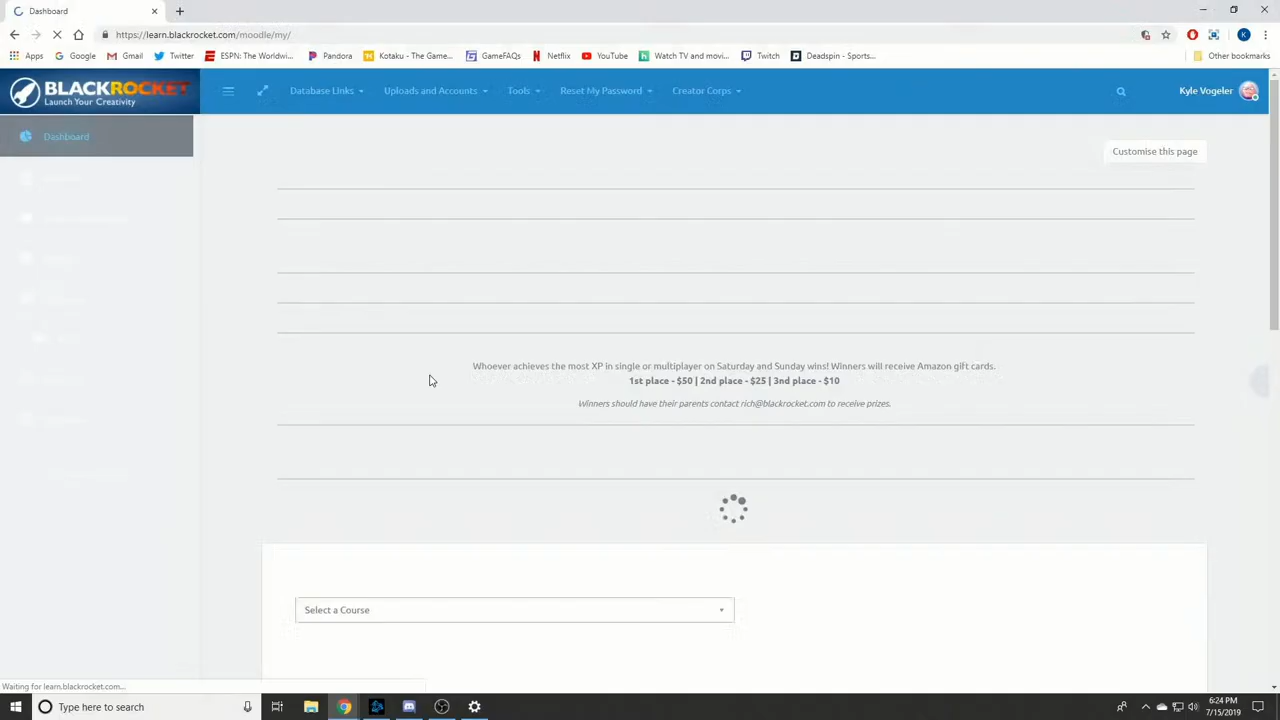 Dashboard
https://learn.blackrocket.com/moodle/my/
Apps Google Gmail Twitter ESPN: The Worldwi... Pandora Kotaku - The Game... GameFAQs Netflix YouTube Watch TV and movi... Twitch Deadspin - Sports... Other bookmarks
BLACKROCKET
Launch Your Creativity
Database Links Uploads and Accounts Tools Reset My Password Creator Corps Kyle Vogeler
Dashboard
Customise this page
Whoever achieves the most XP in single or multiplayer on Saturday and Sunday wins! Winners will receive Amazon gift cards.
1st place - $50 | 2nd place - $25 | 3nd place - $10
Winners should have their parents contact rich@blackrocket.com to receive prizes.
Select a Course
Waiting for learn.blackrocket.com...
Type here to search
6:24 PM
7/15/2019